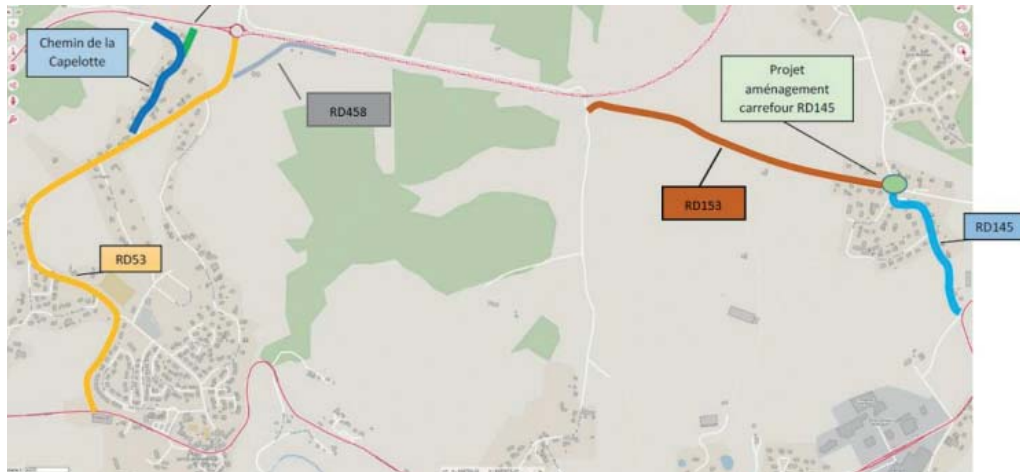 Chemin de la
Capelotte
RD458
Projet
aménagement
carrefour RD145
RD153
RD145
RD53